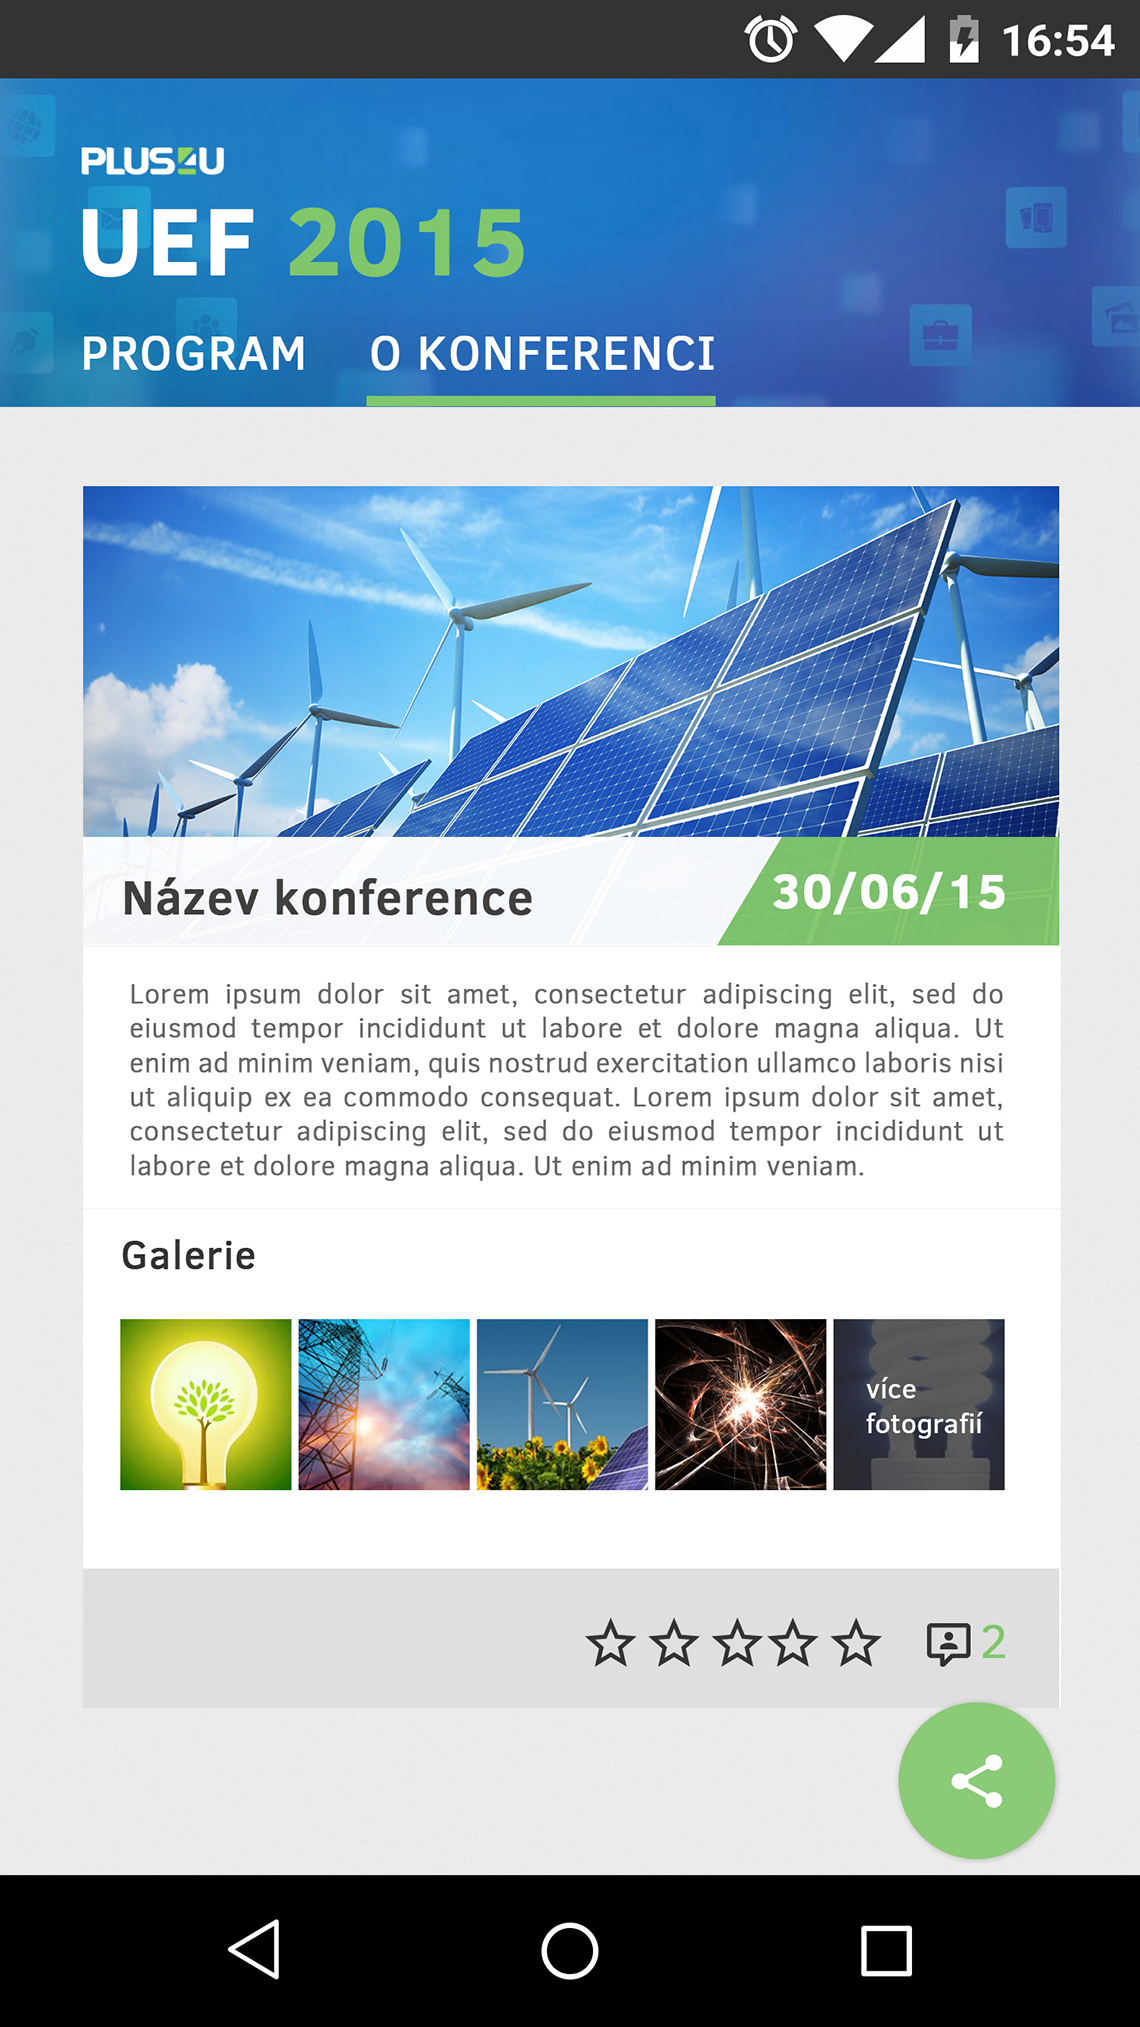 16:54
PLUS4U
UEF 2015
PROGRAM O KONFERENCI
Název konference
30/06/15
Lorem ipsum dolor sit amet, consectetur adipiscing elit, sed do
eiusmod tempor incididunt ut labore et dolore magna aliqua. Ut
enim ad minim veniam, quis nostrud exercitation ullamco laboris nisi
ut aliquip ex ea commodo consequat. Lorem ipsum dolor sit amet,
consectetur adipiscing elit, sed do eiusmod tempor incididunt ut
labore et dolore magna aliqua. Ut enim ad minim veniam.
Galerie
více
fotografií
2